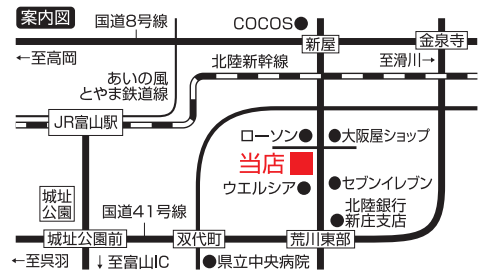 案内図
国道8号線
COCOS
新屋
金泉寺
←至高岡
北陸新幹線
至滑川→
あいの風
とやま鉄道線
JR富山駅
ローソン
大阪屋ショップ
当店
ウエルシア
セブンイレブン
城址
公園
国道41号線
北陸銀行
新庄支店
城址公園前
双代町
荒川東部
←至呉羽
↓至富山IC
県立中央病院